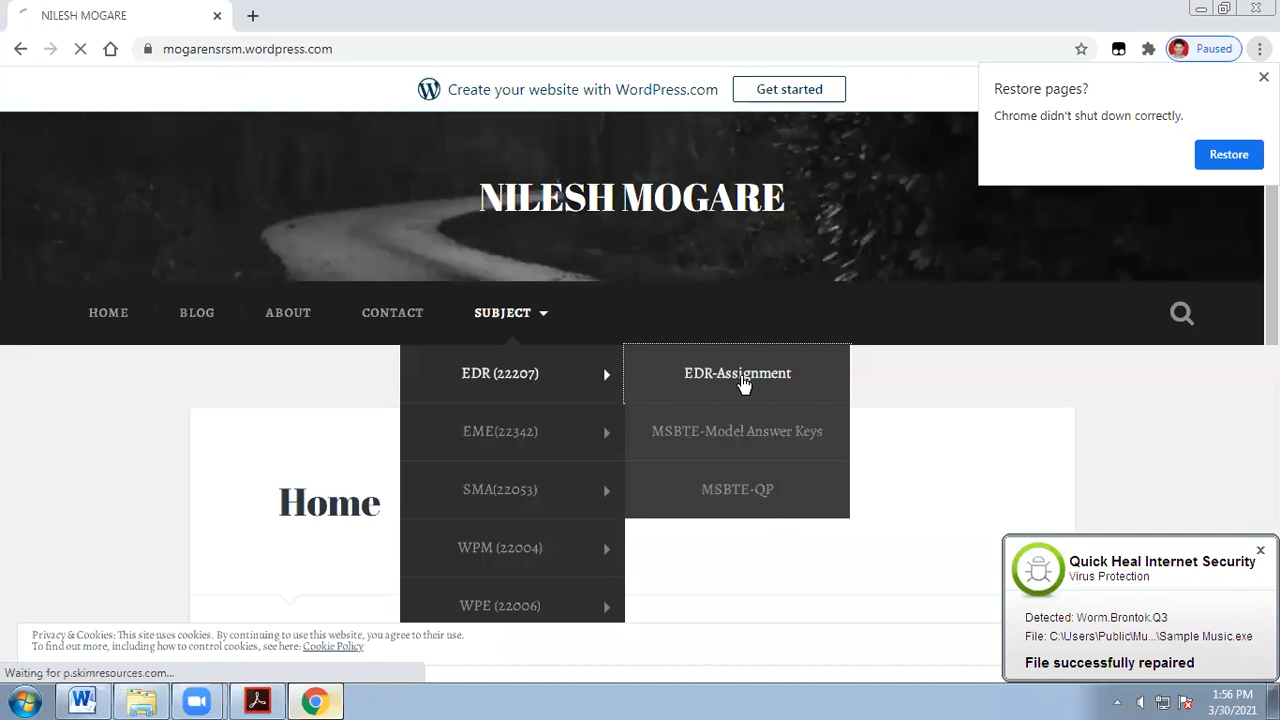 NILESH MOGARE
mogarensrsm.wordpress.com
Paused
Create your website with WordPress.com
Get started
Restore pages?
Chrome didn't shut down correctly.
Restore
NILESH MOGARE
HOME
BLOG
ABOUT
CONTACT
SUBJECT
EDR (22207)
EDR-Assignment
EME(22342)
MSBTE-Model Answer Keys
SMA(22053)
MSBTE-QP
WPM (22004)
WPE (22006)
Home
Quick Heal Internet Security
Virus Protection
Detected: Worm.Brontok.Q3
File: C:\Users\Public\Mu...\Sample Music.exe
File successfully repaired
Privacy & Cookies: This site uses cookies. By continuing to use this website, you agree to their use.
To find out more, including how to control cookies, see here: Cookie Policy
Waiting for p.skimresources.com...
1:56 PM
3/30/2021